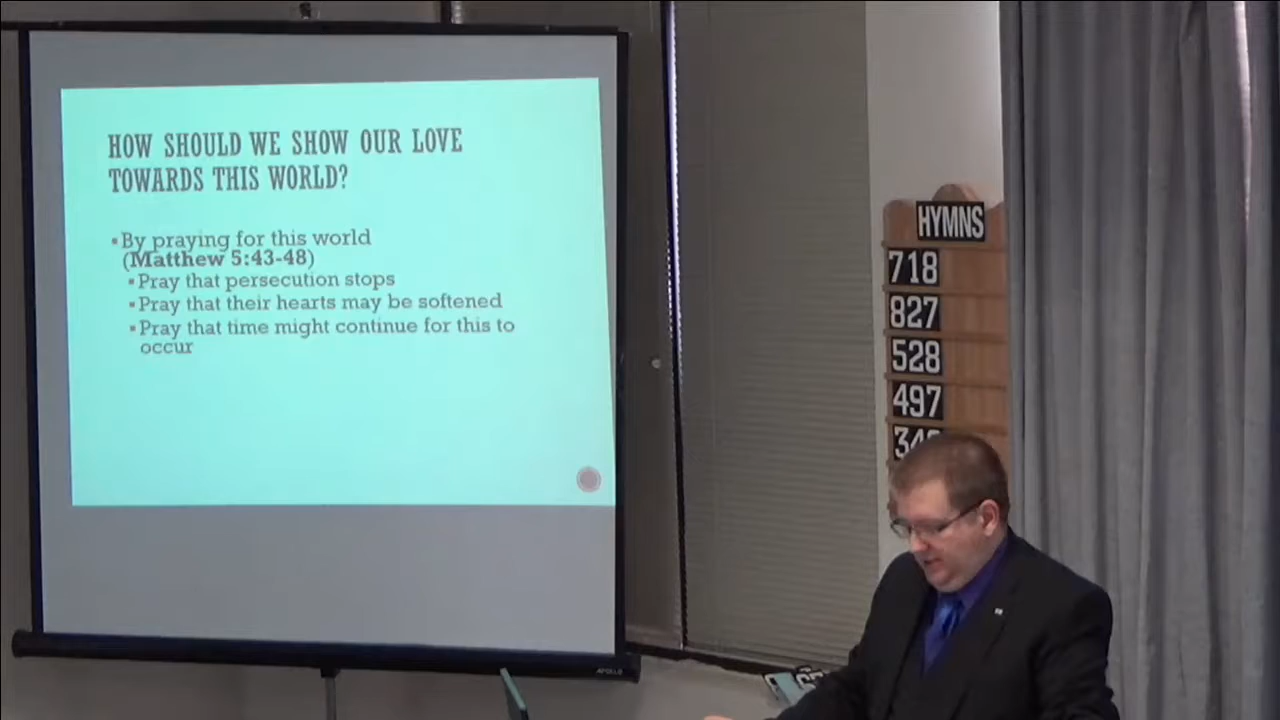 HOW SHOULD WE SHOW OUR LOVE
TOWARDS THIS WORLD?
▪By praying for this world
(Matthew 5:43-48)
▪Pray that persecution stops
▪Pray that their hearts may be softened
▪Pray that time might continue for this to
occur
HYMNS
718
827
528
497
APOLLO